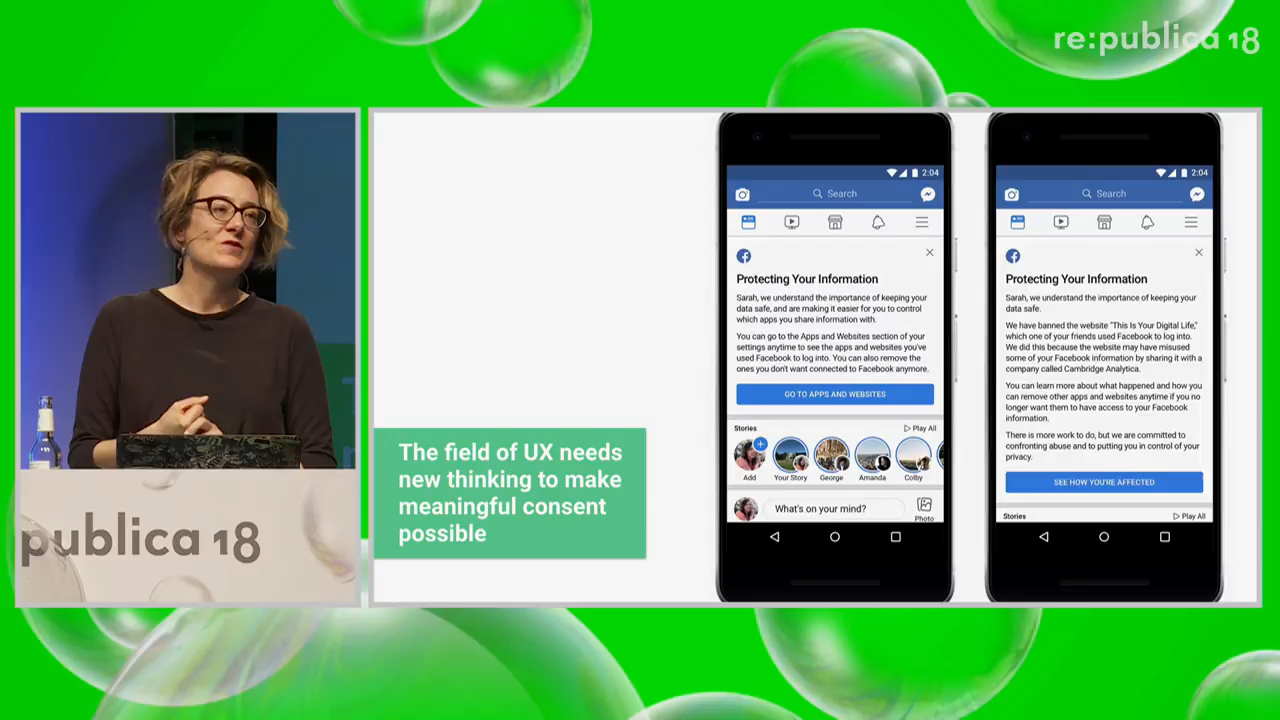 re:publica 18
publica 18
The field of UX needs
new thinking to make
meaningful consent
possible
2:04
Search
Protecting Your Information
Sarah, we understand the importance of keeping your
data safe, and are making it easier for you to control
which apps you share information with.
You can go to the Apps and Websites section of your
settings anytime to see the apps and websites you've
used Facebook to log into. You can also remove the
ones you don't want connected to Facebook anymore.
GO TO APPS AND WEBSITES
Stories
Play All
Add
Your Story
George
Amanda
Colby
What's on your mind?
Photo
2:04
Search
Protecting Your Information
Sarah, we understand the importance of keeping your
data safe.
We have banned the website "This Is Your Digital Life,"
which one of your friends used Facebook to log into.
We did this because the website may have misused
some of your Facebook information by sharing it with a
company called Cambridge Analytica.
You can learn more about what happened and how you
can remove other apps and websites anytime if you no
longer want them to have access to your Facebook
information.
There is more work to do, but we are committed to
confronting abuse and to putting you in control of your
privacy.
SEE HOW YOU'RE AFFECTED
Stories
Play All